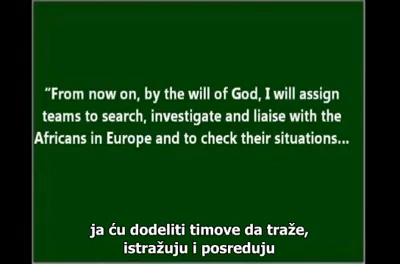 “From now on, by the will of God, I will assign
teams to search, investigate and liaise with the
Africans in Europe and to check their situations...
ja ću dodeliti timove da traže,
istražuju i posreduju